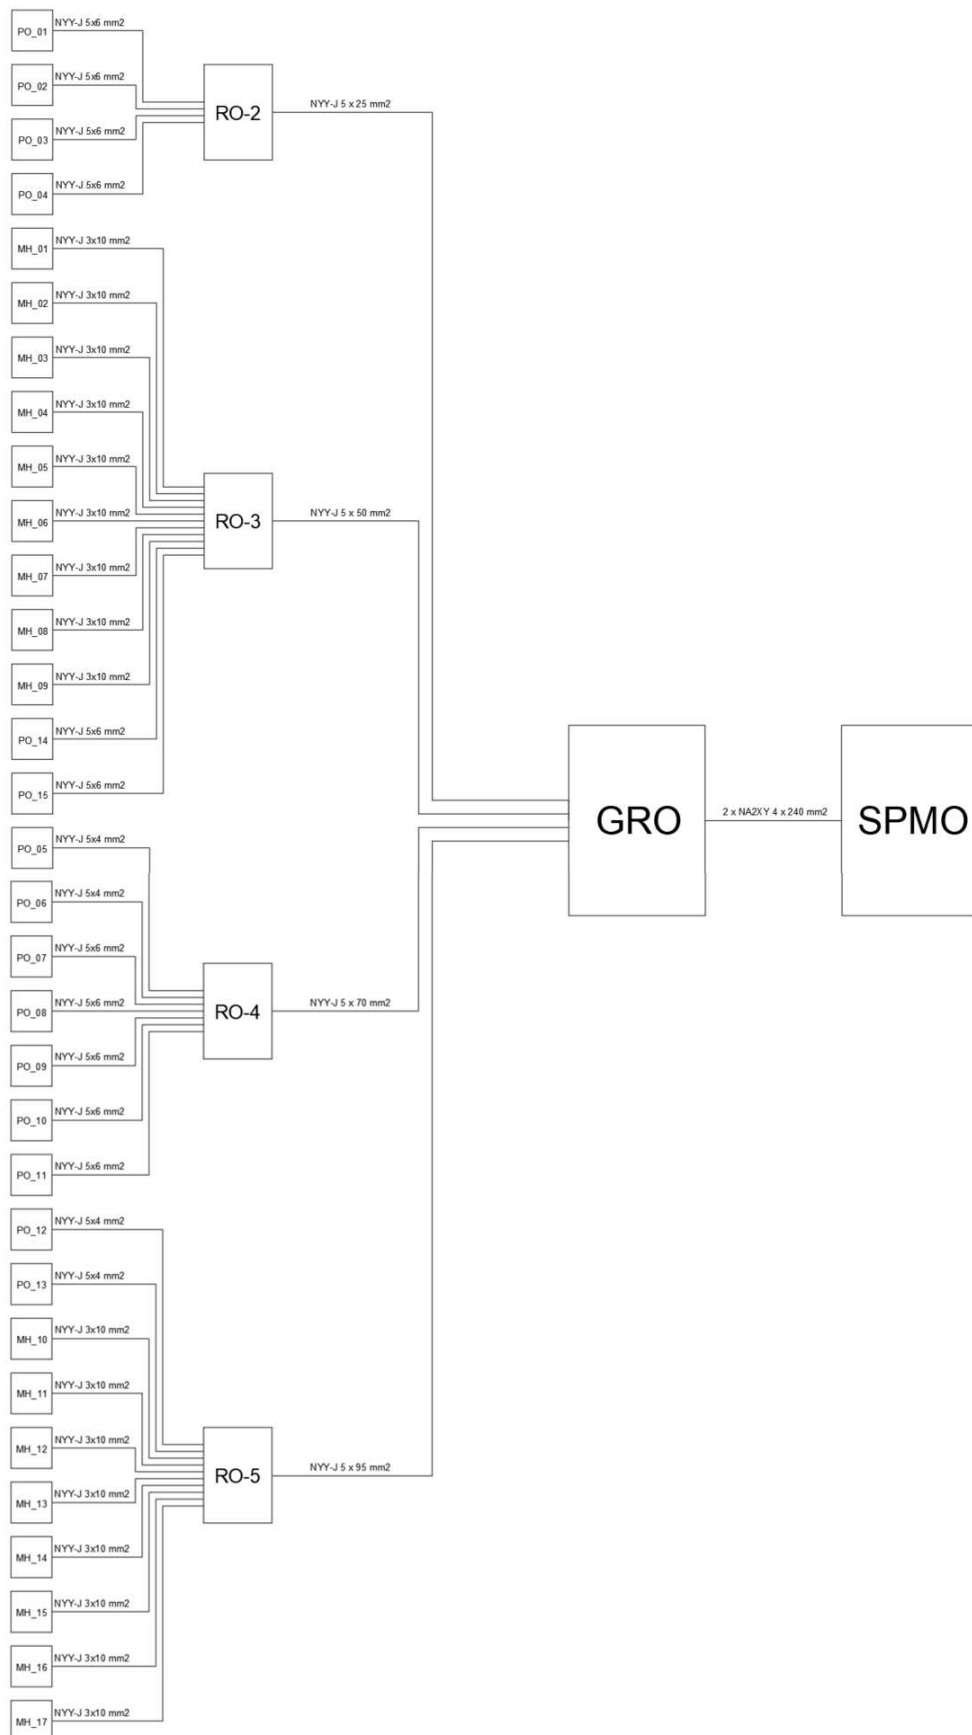 PO_01 NYY-J 5x6 mm2
PO_02 NYY-J 5x6 mm2
PO_03 NYY-J 5x6 mm2
PO_04 NYY-J 5x6 mm2
RO-2 NYY-J 5 x 25 mm2
MH_01 NYY-J 3x10 mm2
MH_02 NYY-J 3x10 mm2
MH_03 NYY-J 3x10 mm2
MH_04 NYY-J 3x10 mm2
MH_05 NYY-J 3x10 mm2
MH_06 NYY-J 3x10 mm2
MH_07 NYY-J 3x10 mm2
MH_08 NYY-J 3x10 mm2
MH_09 NYY-J 3x10 mm2
PO_14 NYY-J 5x6 mm2
PO_15 NYY-J 5x6 mm2
RO-3 NYY-J 5 x 50 mm2
PO_05 NYY-J 5x4 mm2
PO_06 NYY-J 5x4 mm2
PO_07 NYY-J 5x6 mm2
PO_08 NYY-J 5x6 mm2
PO_09 NYY-J 5x6 mm2
PO_10 NYY-J 5x6 mm2
PO_11 NYY-J 5x6 mm2
RO-4 NYY-J 5 x 70 mm2
PO_12 NYY-J 5x4 mm2
PO_13 NYY-J 5x4 mm2
MH_10 NYY-J 3x10 mm2
MH_11 NYY-J 3x10 mm2
MH_12 NYY-J 3x10 mm2
MH_13 NYY-J 3x10 mm2
MH_14 NYY-J 3x10 mm2
MH_15 NYY-J 3x10 mm2
MH_16 NYY-J 3x10 mm2
MH_17 NYY-J 3x10 mm2
RO-5 NYY-J 5 x 95 mm2
GRO 2 x NA2XY 4 x 240 mm2 SPMO